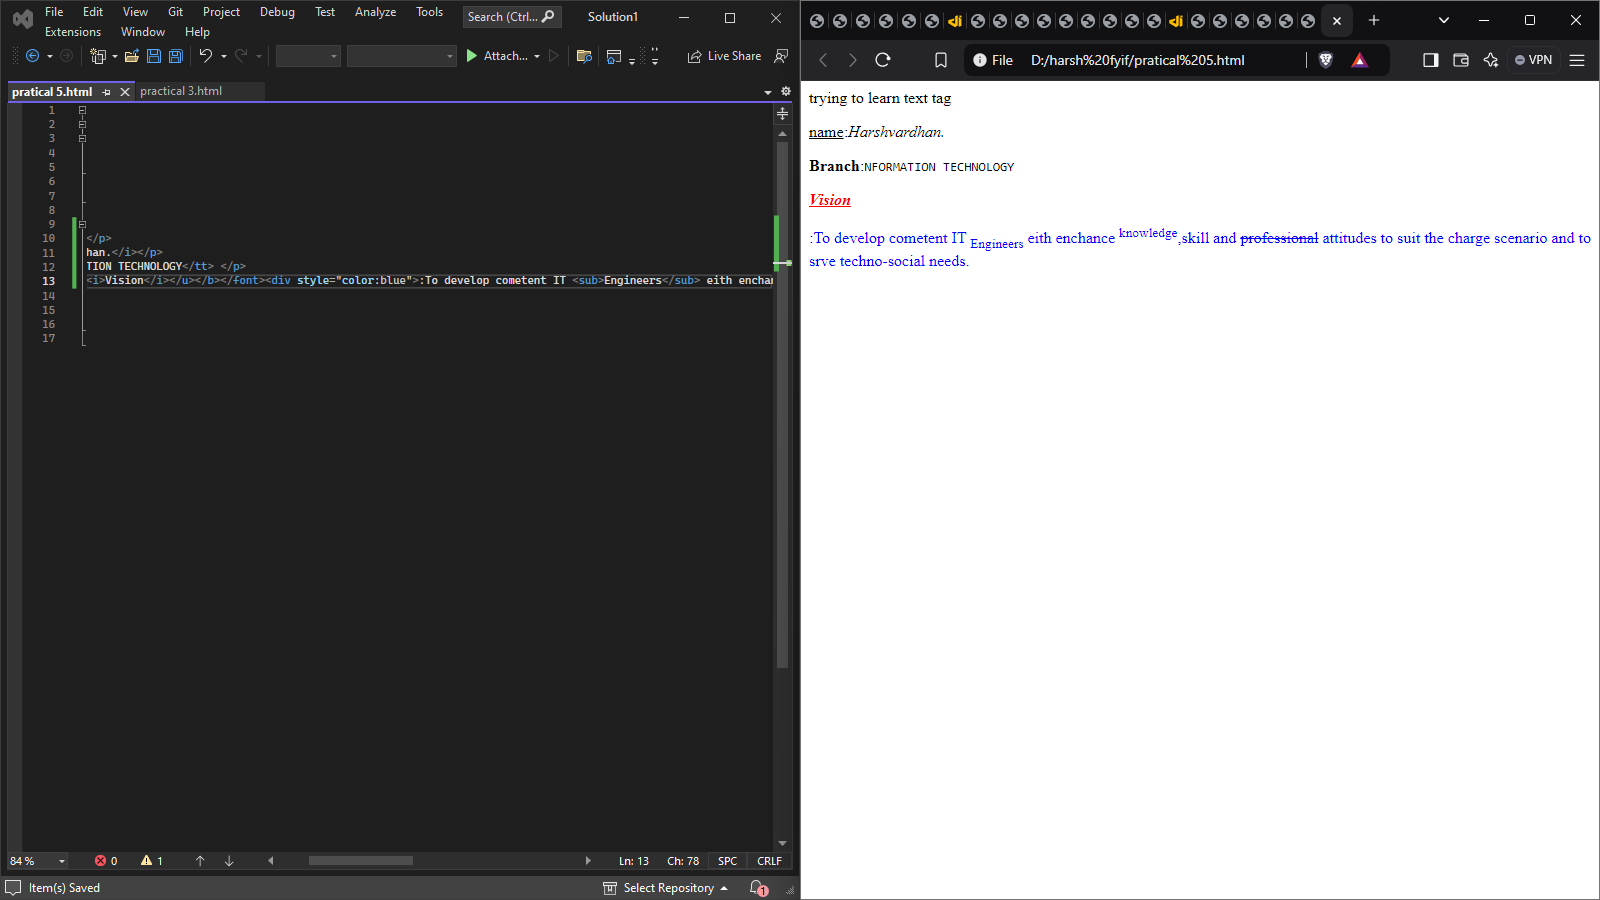 File Edit View Git Project Debug Test Analyze Tools Search (Ctrl... Solution1
Extensions Window Help
Attach... Live Share
pratical 5.html practical 3.html
1
2
3
4
5
6
7
8
9
10 </p>
11 han.</i></p>
12 TION TECHNOLOGY</tt> </p>
13 <i>Vision</i></u></b></font><div style="color:blue">:To develop cometent IT <sub>Engineers</sub> eith enchan
14
15
16
17
84 % 0 1 Ln: 13 Ch: 78 SPC CRLF
Item(s) Saved Select Repository 1
File D:/harsh%20fyif/pratical%205.html VPN
trying to learn text tag
name:Harshvardhan.
Branch:NFORMATION TECHNOLOGY
Vision
:To develop cometent IT Engineers eith enchance knowledge,skill and professional attitudes to suit the charge scenario and to
srve techno-social needs.